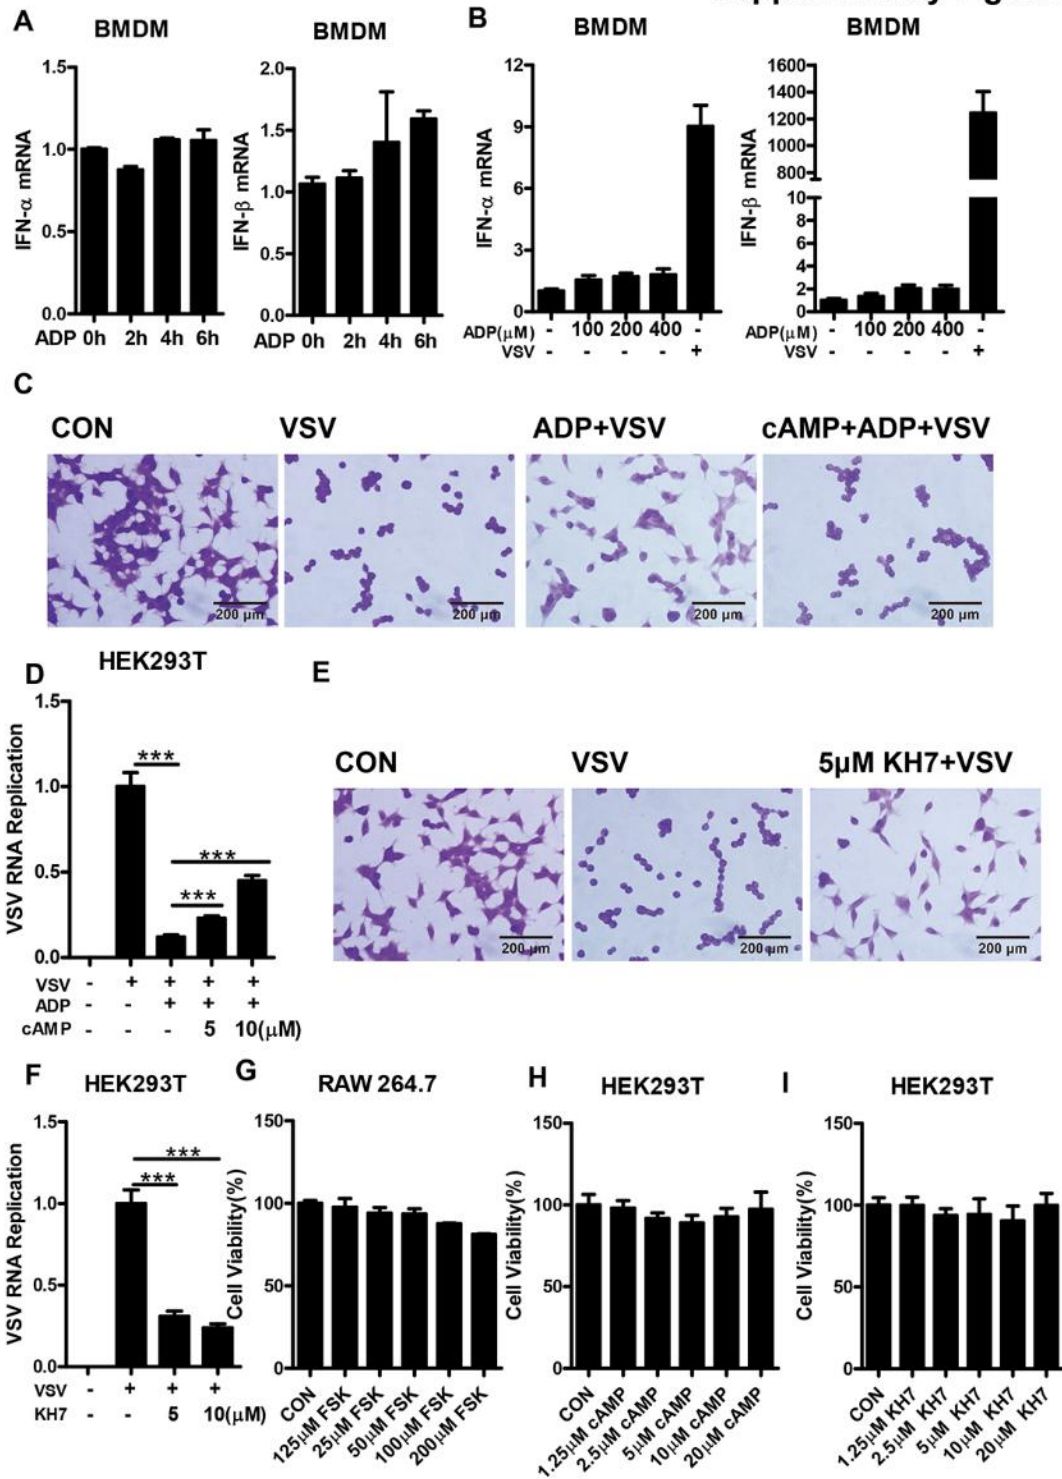 A
BMDM
BMDM
IFN-α mRNA
1.5
1.0
0.5
0.0
ADP 0h 2h 4h 6h
IFN-β mRNA
2.0
1.5
1.0
0.5
0.0
ADP 0h 2h 4h 6h
B
BMDM
BMDM
IFN-α mRNA
12
9
6
3
0
ADP(μM) - 100 200 400 -
VSV - - - - +
IFN-β mRNA
1600
1400
1200
1000
800
10
8
6
4
2
0
ADP(μM) - 100 200 400 -
VSV - - - - +
C
CON VSV ADP+VSV cAMP+ADP+VSV
200 μm 200 μm 200 μm 200 μm
D
HEK293T
VSV RNA Replication
1.5
1.0
0.5
0.0
***
***
***
VSV - + + + +
ADP - - + + +
cAMP - - - 5 10(μM)
E
CON VSV 5μM KH7+VSV
200 μm 200 μm 200 μm
F
HEK293T
VSV RNA Replication
1.5
1.0
0.5
0.0
***
***
VSV - + + +
KH7 - - 5 10(μM)
G
RAW 264.7
Cell Viability(%)
150
100
50
0
CON
125μM FSK
25μM FSK
50μM FSK
100μM FSK
200μM FSK
H
HEK293T
Cell Viability(%)
150
100
50
0
CON
1.25μM cAMP
2.5μM cAMP
5μM cAMP
10μM cAMP
20μM cAMP
I
HEK293T
Cell Viability(%)
150
100
50
0
CON
1.25μM KH7
2.5μM KH7
5μM KH7
10μM KH7
20μM KH7